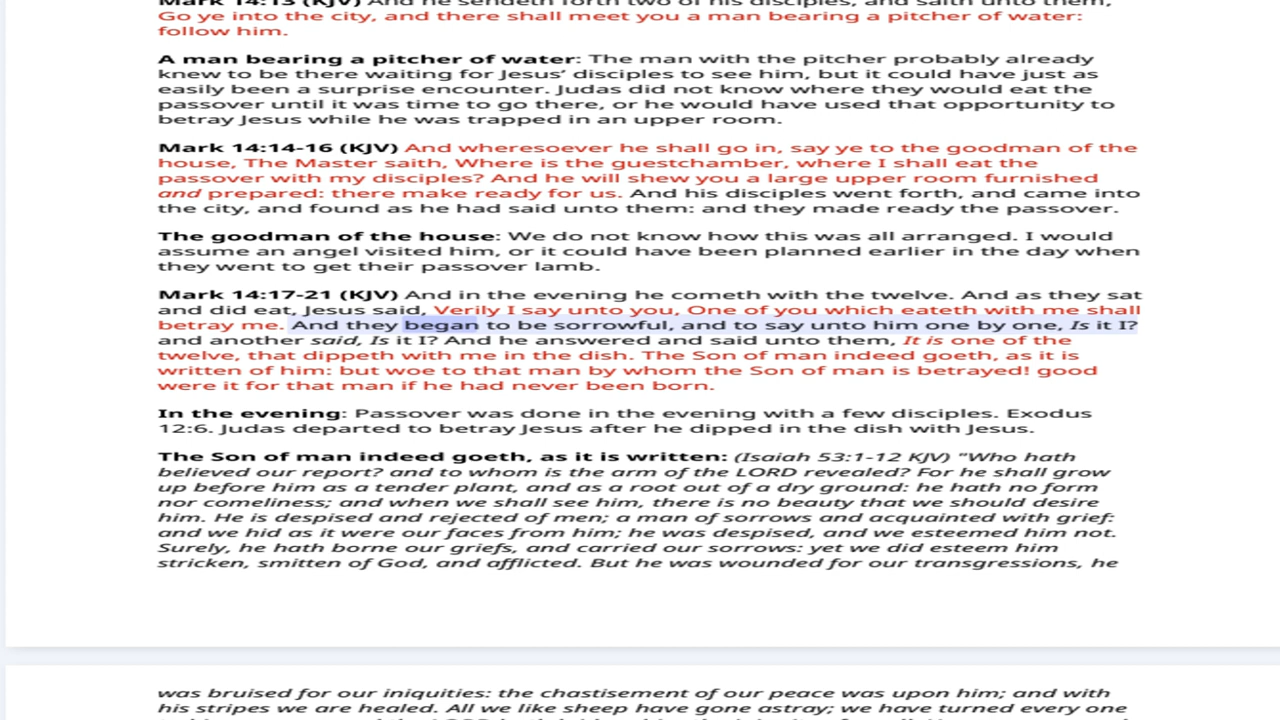 Mark 14:13 (KJV) And he sendeth forth two of his disciples, and saith unto them,
Go ye into the city, and there shall meet you a man bearing a pitcher of water:
follow him.
A man bearing a pitcher of water: The man with the pitcher probably already
knew to be there waiting for Jesus’ disciples to see him, but it could have just as
easily been a surprise encounter. Judas did not know where they would eat the
passover until it was time to go there, or he would have used that opportunity to
betray Jesus while he was trapped in an upper room.
Mark 14:14-16 (KJV) And wheresoever he shall go in, say ye to the goodman of the
house, The Master saith, Where is the guestchamber, where I shall eat the
passover with my disciples? And he will shew you a large upper room furnished
and prepared: there make ready for us. And his disciples went forth, and came into
the city, and found as he had said unto them: and they made ready the passover.
The goodman of the house: We do not know how this was all arranged. I would
assume an angel visited him, or it could have been planned earlier in the day when
they went to get their passover lamb.
Mark 14:17-21 (KJV) And in the evening he cometh with the twelve. And as they sat
and did eat, Jesus said, Verily I say unto you, One of you which eateth with me shall
betray me. And they began to be sorrowful, and to say unto him one by one, Is it I?
and another said, Is it I? And he answered and said unto them, It is one of the
twelve, that dippeth with me in the dish. The Son of man indeed goeth, as it is
written of him: but woe to that man by whom the Son of man is betrayed! good
were it for that man if he had never been born.
In the evening: Passover was done in the evening with a few disciples. Exodus
12:6. Judas departed to betray Jesus after he dipped in the dish with Jesus.
The Son of man indeed goeth, as it is written: (Isaiah 53:1-12 KJV) "Who hath
believed our report? and to whom is the arm of the LORD revealed? For he shall grow
up before him as a tender plant, and as a root out of a dry ground: he hath no form
nor comeliness; and when we shall see him, there is no beauty that we should desire
him. He is despised and rejected of men; a man of sorrows and acquainted with grief:
and we hid as it were our faces from him; he was despised, and we esteemed him not.
Surely, he hath borne our griefs, and carried our sorrows: yet we did esteem him
stricken, smitten of God, and afflicted. But he was wounded for our transgressions, he
was bruised for our iniquities: the chastisement of our peace was upon him; and with
his stripes we are healed. All we like sheep have gone astray; we have turned every one